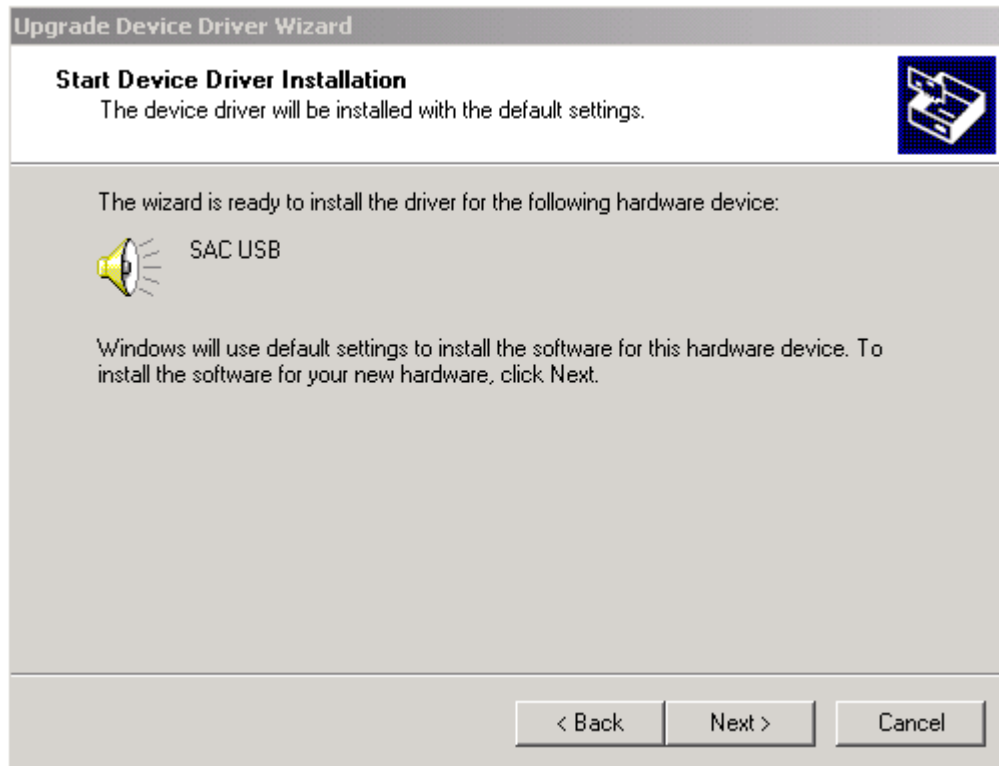 Upgrade Device Driver Wizard
Start Device Driver Installation
The device driver will be installed with the default settings.
The wizard is ready to install the driver for the following hardware device:
SAC USB
Windows will use default settings to install the software for this hardware device. To
install the software for your new hardware, click Next.
< Back Next > Cancel